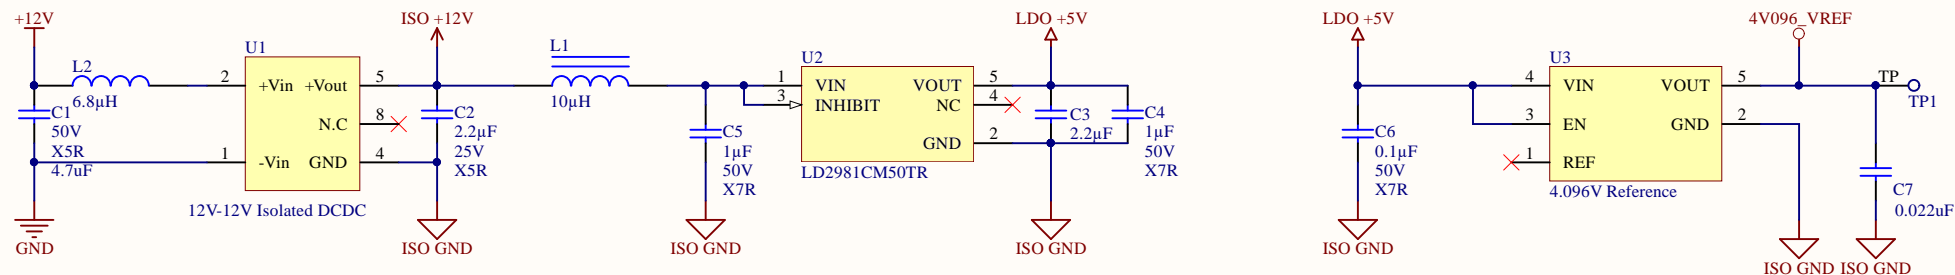 +12V
L2
6.8µH
C1
50V
X5R
4.7uF
GND
U1
2
+Vin
+Vout
5
N.C
8
1
-Vin
GND
4
12V-12V Isolated DCDC
ISO +12V
C2
2.2µF
25V
X5R
ISO GND
L1
10µH
C5
1µF
50V
X7R
ISO GND
U2
1
VIN
VOUT
5
3
INHIBIT
NC
4
GND
2
LD2981CM50TR
LDO +5V
C3
2.2µF
C4
1µF
50V
X7R
ISO GND
LDO +5V
C6
0.1µF
50V
X7R
ISO GND
U3
4
VIN
VOUT
5
3
EN
GND
2
1
REF
4.096V Reference
4V096_VREF
TP
TP1
C7
0.022uF
ISO GND
ISO GND